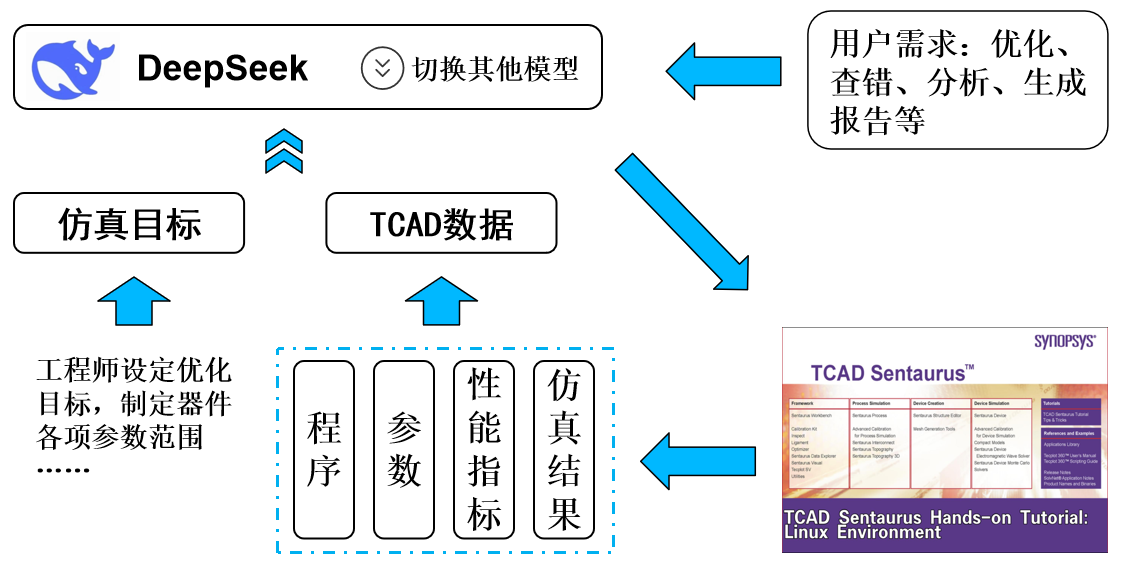 DeepSeek
切换其他模型
用户需求：优化、
查错、分析、生成
报告等
仿真目标
TCAD数据
工程师设定优化
目标，制定器件
各项参数范围
……
程序
参数
性能指标
仿真结果
SYNOPSYS®
TCAD Sentaurus™
Framework
Sentaurus Workbench
Calibration Kit
Inspect
Ligament
Optimizer
Sentaurus Data Explorer
Sentaurus Visual
Tecplot SV
Utilities
Process Simulation
Sentaurus Process
Advanced Calibration
for Process Simulation
Sentaurus Interconnect
Sentaurus Topography
Sentaurus Topography 3D
Device Creation
Sentaurus Structure Editor
Mesh Generation Tools
Device Simulation
Sentaurus Device
Advanced Calibration
for Device Simulation
Compact Models
Sentaurus Device
Electromagnetic Wave Solver
Sentaurus Device Monte Carlo
Solvers
Tutorials
TCAD Sentaurus Tutorial
Tips & Tricks
References and Examples
Applications Library
Tecplot 360™ User's Manual
Tecplot 360™ Scripting Guide
Release Notes
SolvNet® Application Notes
Product Names and Binaries
TCAD Sentaurus Hands-on Tutorial:
Linux Environment